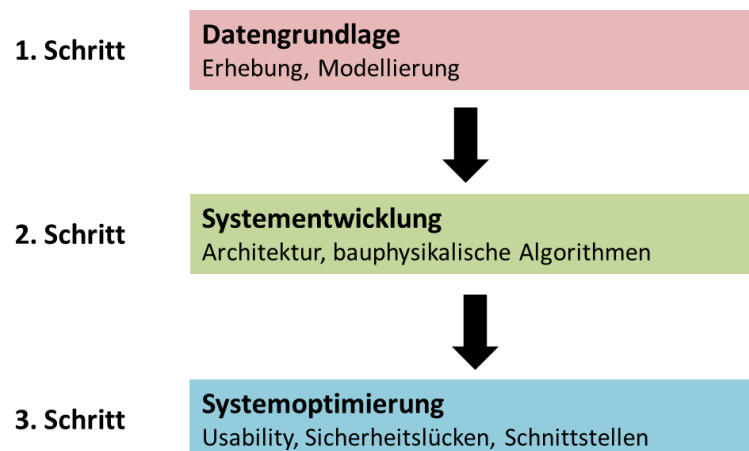 1. Schritt
Datengrundlage
Erhebung, Modellierung
2. Schritt
Systementwicklung
Architektur, bauphysikalische Algorithmen
3. Schritt
Systemoptimierung
Usability, Sicherheitslücken, Schnittstellen